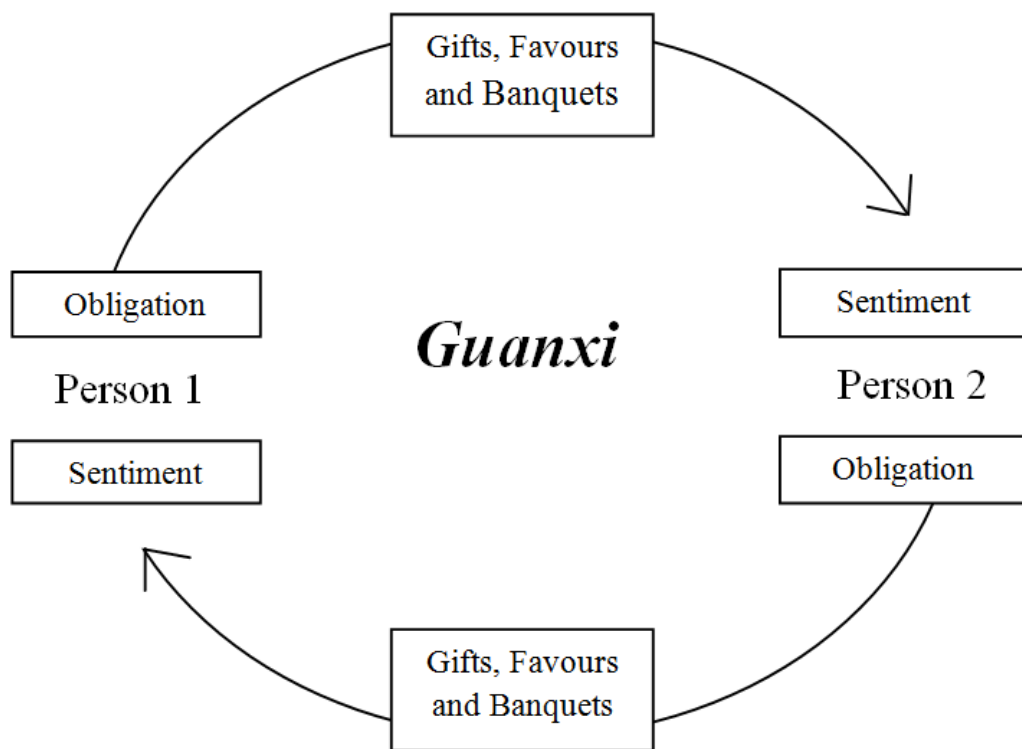 Gifts, Favours
and Banquets
Obligation
Sentiment
Guanxi
Person 1
Person 2
Sentiment
Obligation
Gifts, Favours
and Banquets